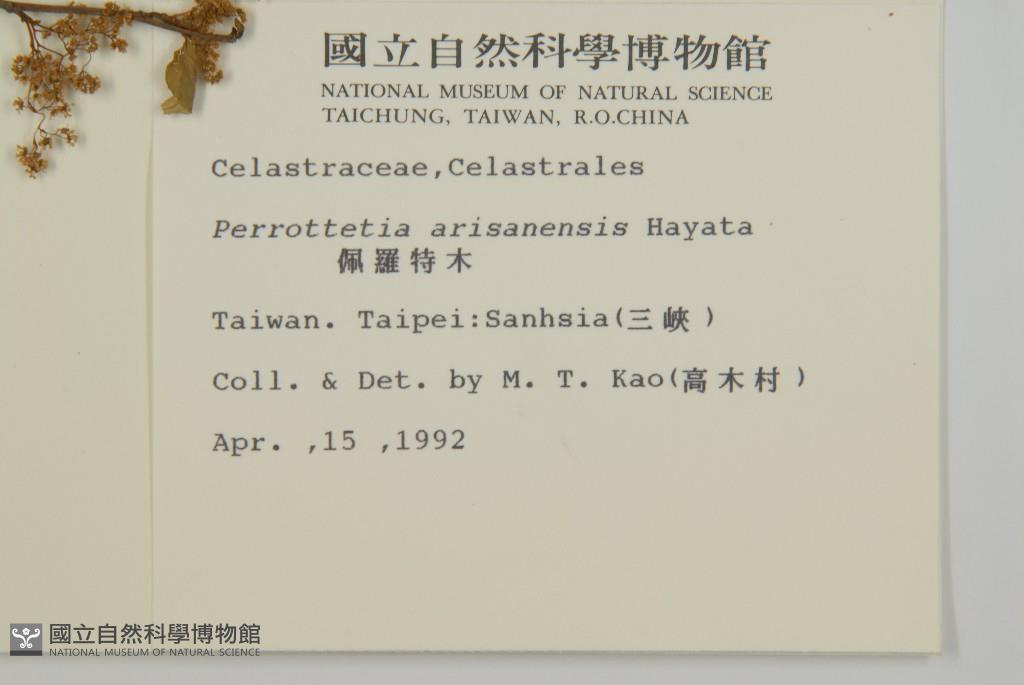 國立自然科學博物館
NATIONAL MUSEUM OF NATURAL SCIENCE
TAICHUNG, TAIWAN, R.O.CHINA
Celastraceae,Celastrales
Perrottetia arisanensis Hayata
佩羅特木
Taiwan. Taipei:Sanhsia(三峽)
Coll. & Det. by M. T. Kao(高木村)
Apr. ,15 ,1992
國立自然科學博物館
NATIONAL MUSEUM OF NATURAL SCIENCE